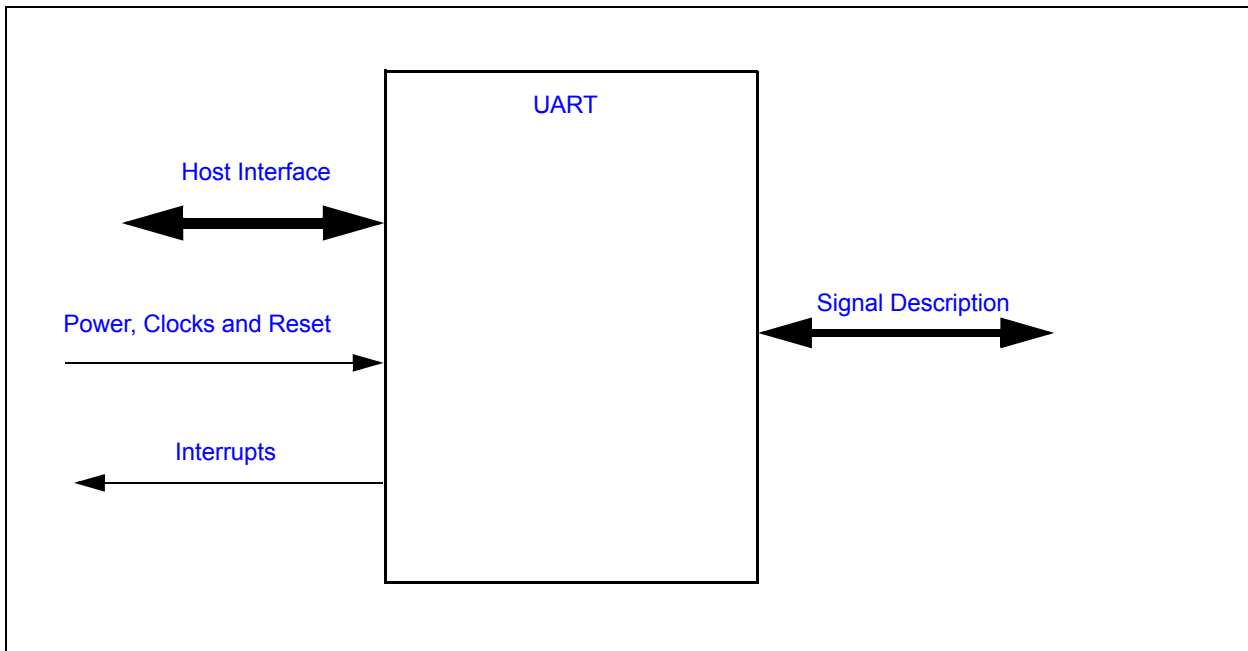 UART
Host Interface
Signal Description
Power, Clocks and Reset
Interrupts